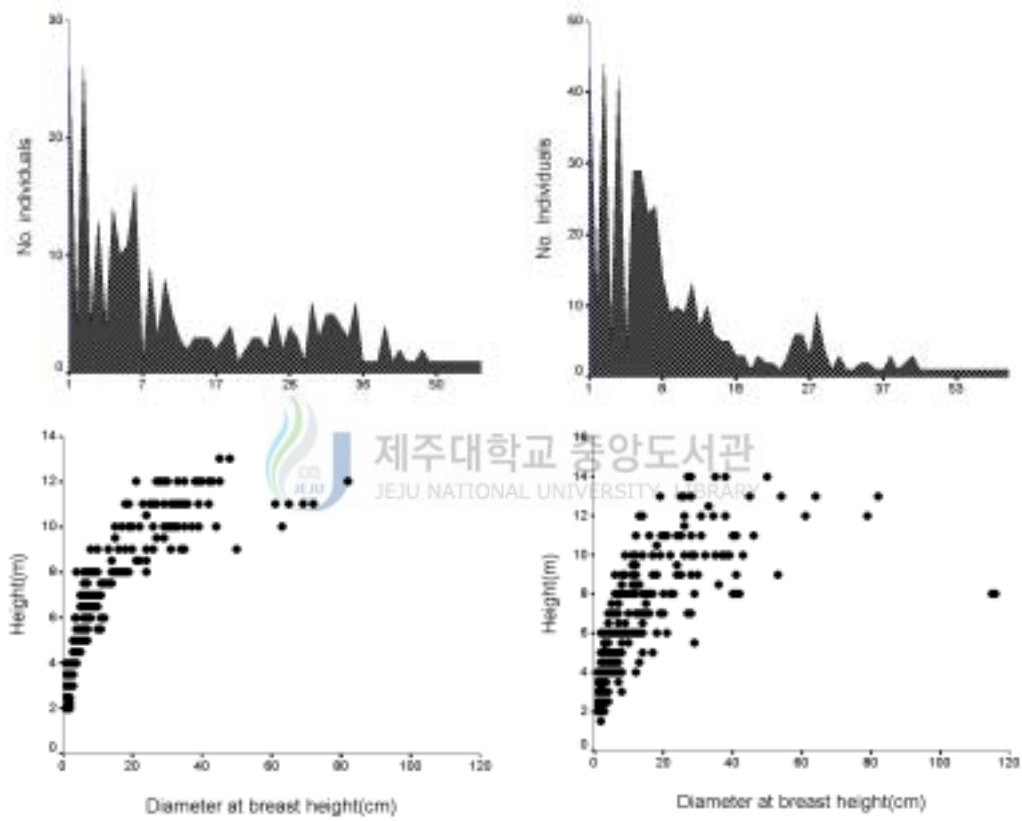 30
20
10
0
No. individuals
1 7 17 26 36 50
50
40
30
20
10
0
No. Individuals
1 8 18 27 37 53
제주대학교 중앙도서관
JEJU NATIONAL UNIVERSITY LIBRARY
JEJU
14
12
10
8
6
4
2
0
Height(m)
0 20 40 60 80 100 120
Diameter at breast height(cm)
16
14
12
10
8
6
4
2
0
Height(m)
0 20 40 60 80 100 120
Diameter at breast height(cm)